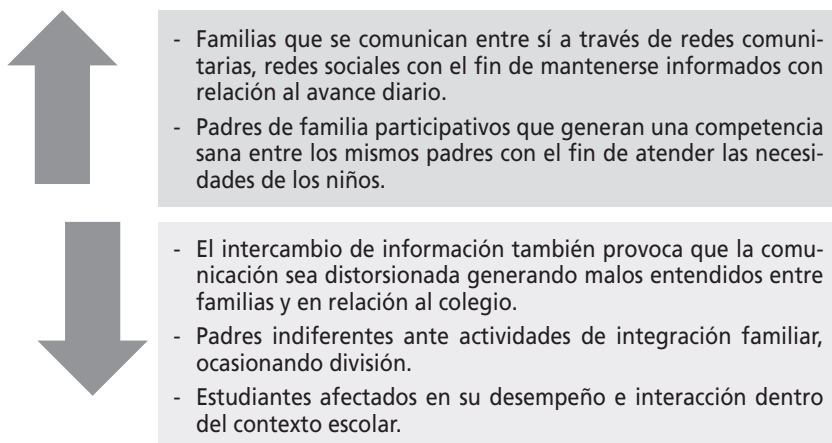 - Familias que se comunican entre sí a través de redes comuni-
tarias, redes sociales con el fin de mantenerse informados con
relación al avance diario.
- Padres de familia participativos que generan una competencia
sana entre los mismos padres con el fin de atender las necesi-
dades de los niños.
- El intercambio de información también provoca que la comu-
nicación sea distorsionada generando malos entendidos entre
familias y en relación al colegio.
- Padres indiferentes ante actividades de integración familiar,
ocasionando división.
- Estudiantes afectados en su desempeño e interacción dentro
del contexto escolar.